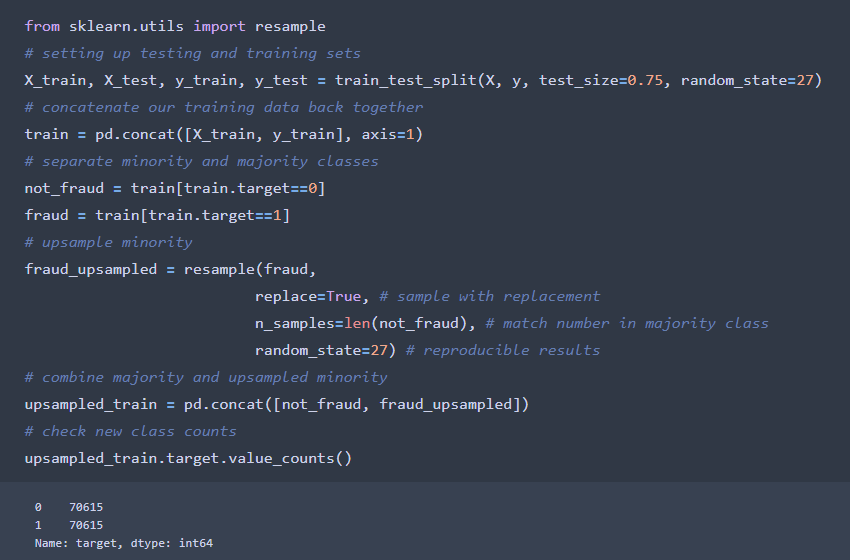 from sklearn.utils import resample
# setting up testing and training sets
X_train, X_test, y_train, y_test = train_test_split(X, y, test_size=0.75, random_state=27)
# concatenate our training data back together
train = pd.concat([X_train, y_train], axis=1)
# separate minority and majority classes
not_fraud = train[train.target==0]
fraud = train[train.target==1]
# upsample minority
fraud_upsampled = resample(fraud,
                          replace=True, # sample with replacement
                          n_samples=len(not_fraud), # match number in majority class
                          random_state=27) # reproducible results
# combine majority and upsampled minority
upsampled_train = pd.concat([not_fraud, fraud_upsampled])
# check new class counts
upsampled_train.target.value_counts()
0    70615
1    70615
Name: target, dtype: int64